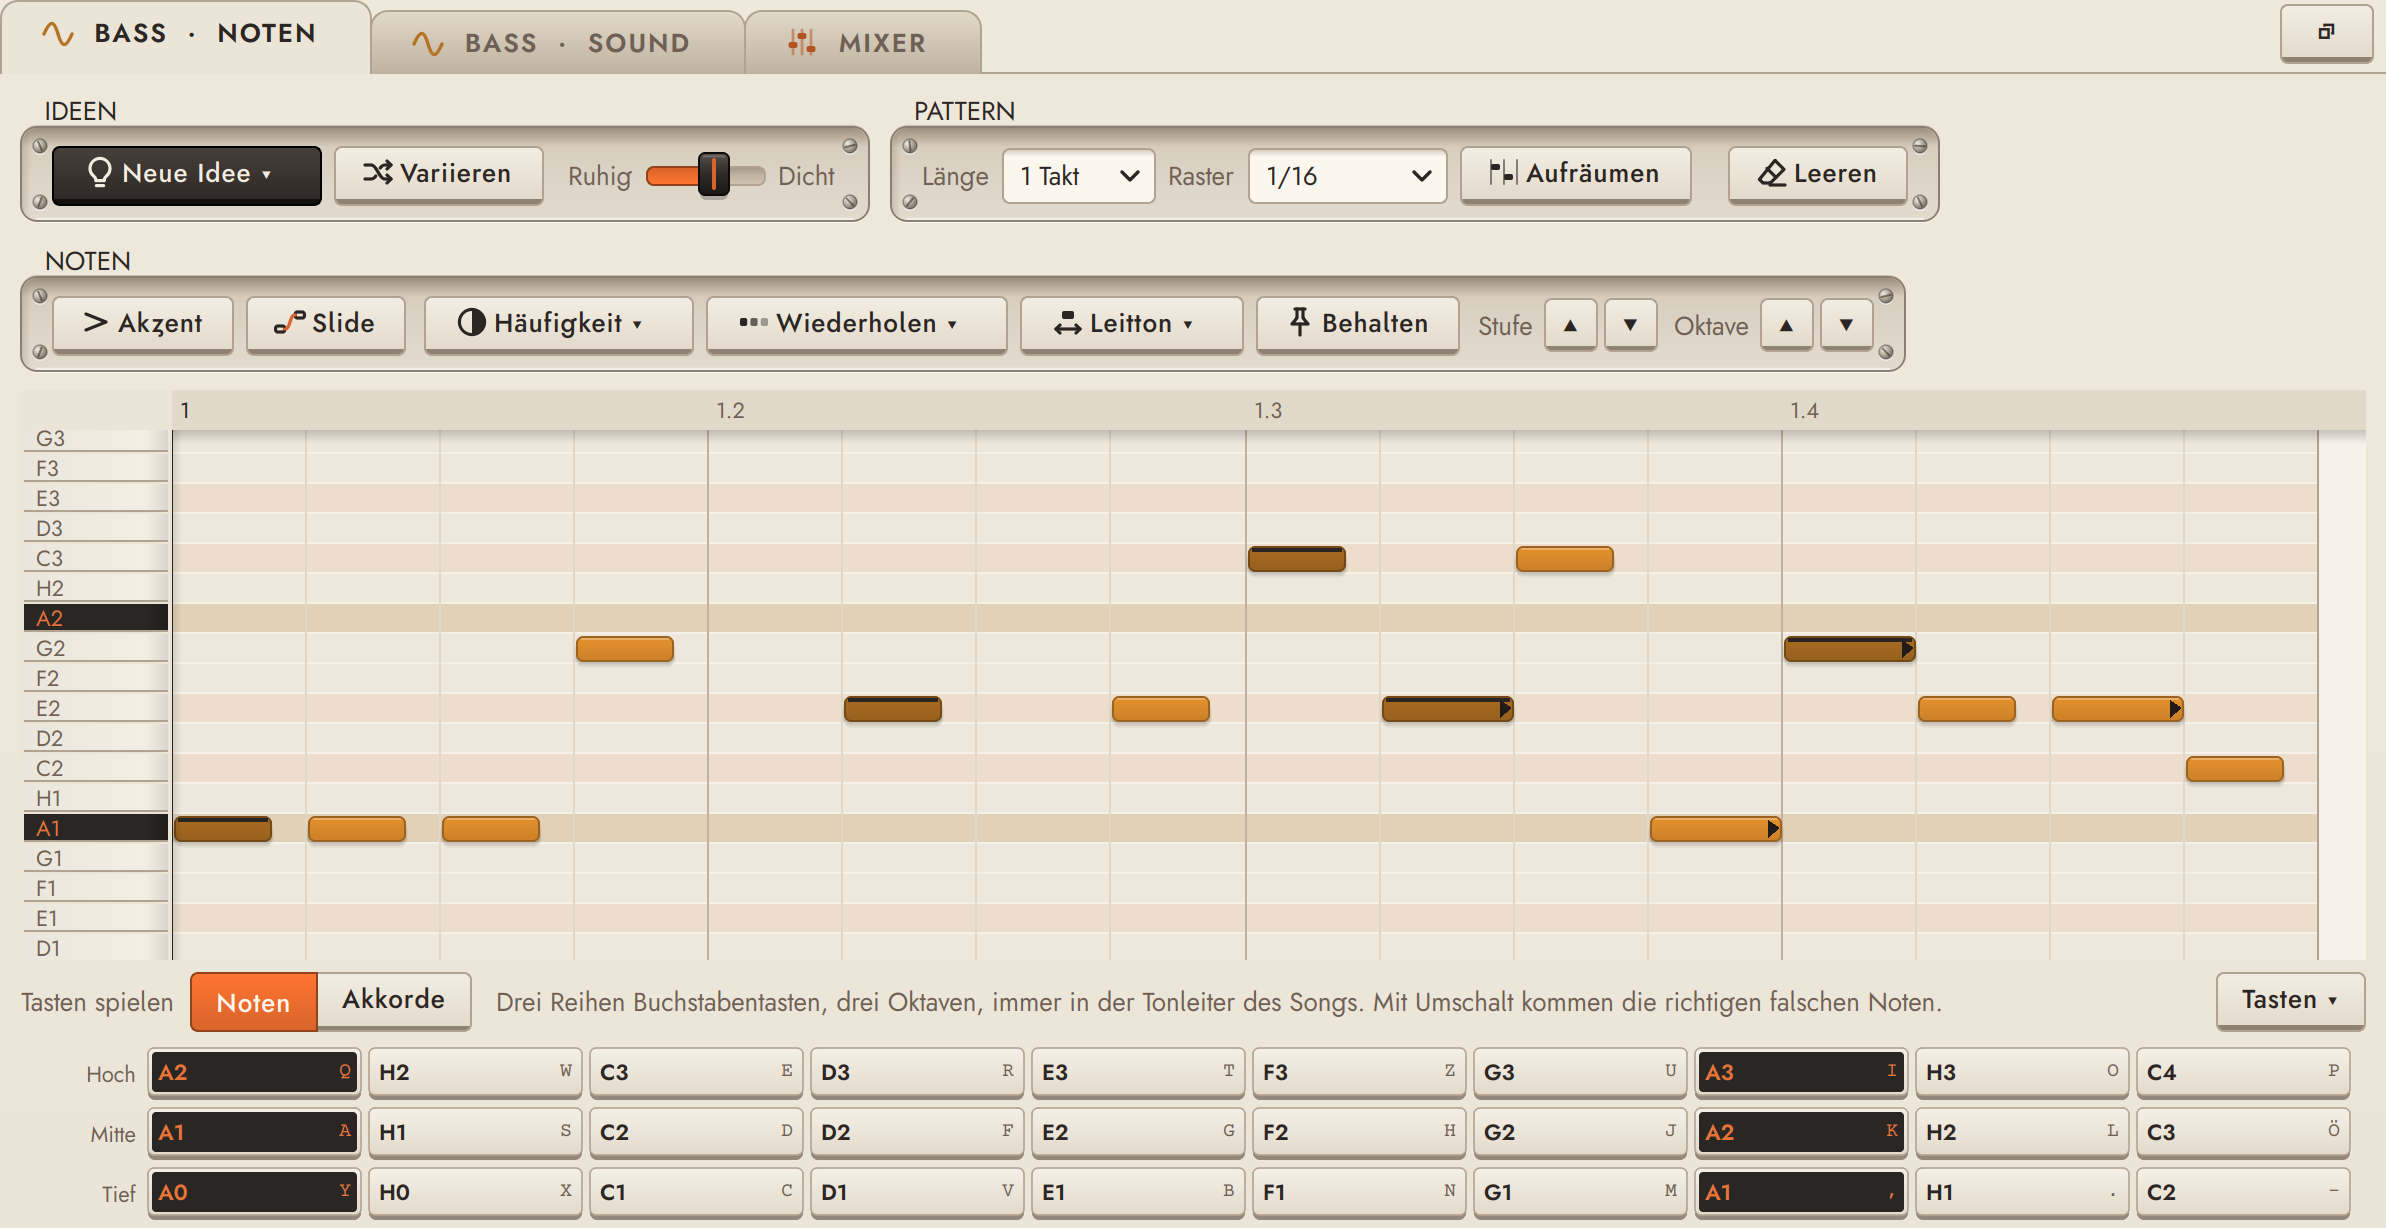 BASS · NOTEN
BASS · SOUND
MIXER
IDEEN
Neue Idee ▾
Variieren
Ruhig
Dicht
PATTERN
Länge
1 Takt
Raster
1/16
Aufräumen
Leeren
NOTEN
Akzent
Slide
Häufigkeit ▾
Wiederholen ▾
Leitton ▾
Behalten
Stufe ▲ ▼
Oktave ▲ ▼
1 1.2 1.3 1.4
G3
F3
E3
D3
C3
H2
A2
G2
F2
E2
D2
C2
H1
A1
G1
F1
E1
D1
Tasten spielen
Noten
Akkorde
Drei Reihen Buchstabentasten, drei Oktaven, immer in der Tonleiter des Songs. Mit Umschalt kommen die richtigen falschen Noten.
Tasten ▾
Hoch A2 Q H2 W C3 E D3 R E3 T F3 Z G3 U A3 I H3 O C4 P
Mitte A1 A H1 S C2 D D2 F E2 G F2 H G2 J A2 K H2 L C3 Ö
Tief A0 Y H0 X C1 C D1 V E1 B F1 N G1 M A1 , H1 . C2 -